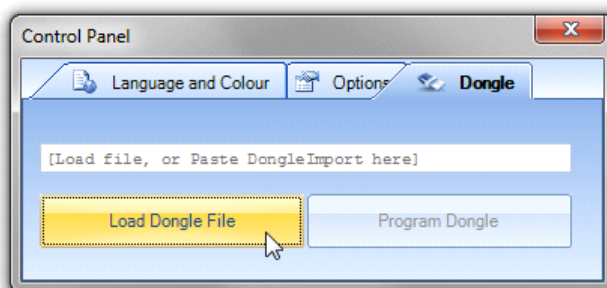 Control Panel
Language and Colour Options Dongle
[Load file, or Paste DongleImport here]
Load Dongle File Program Dongle